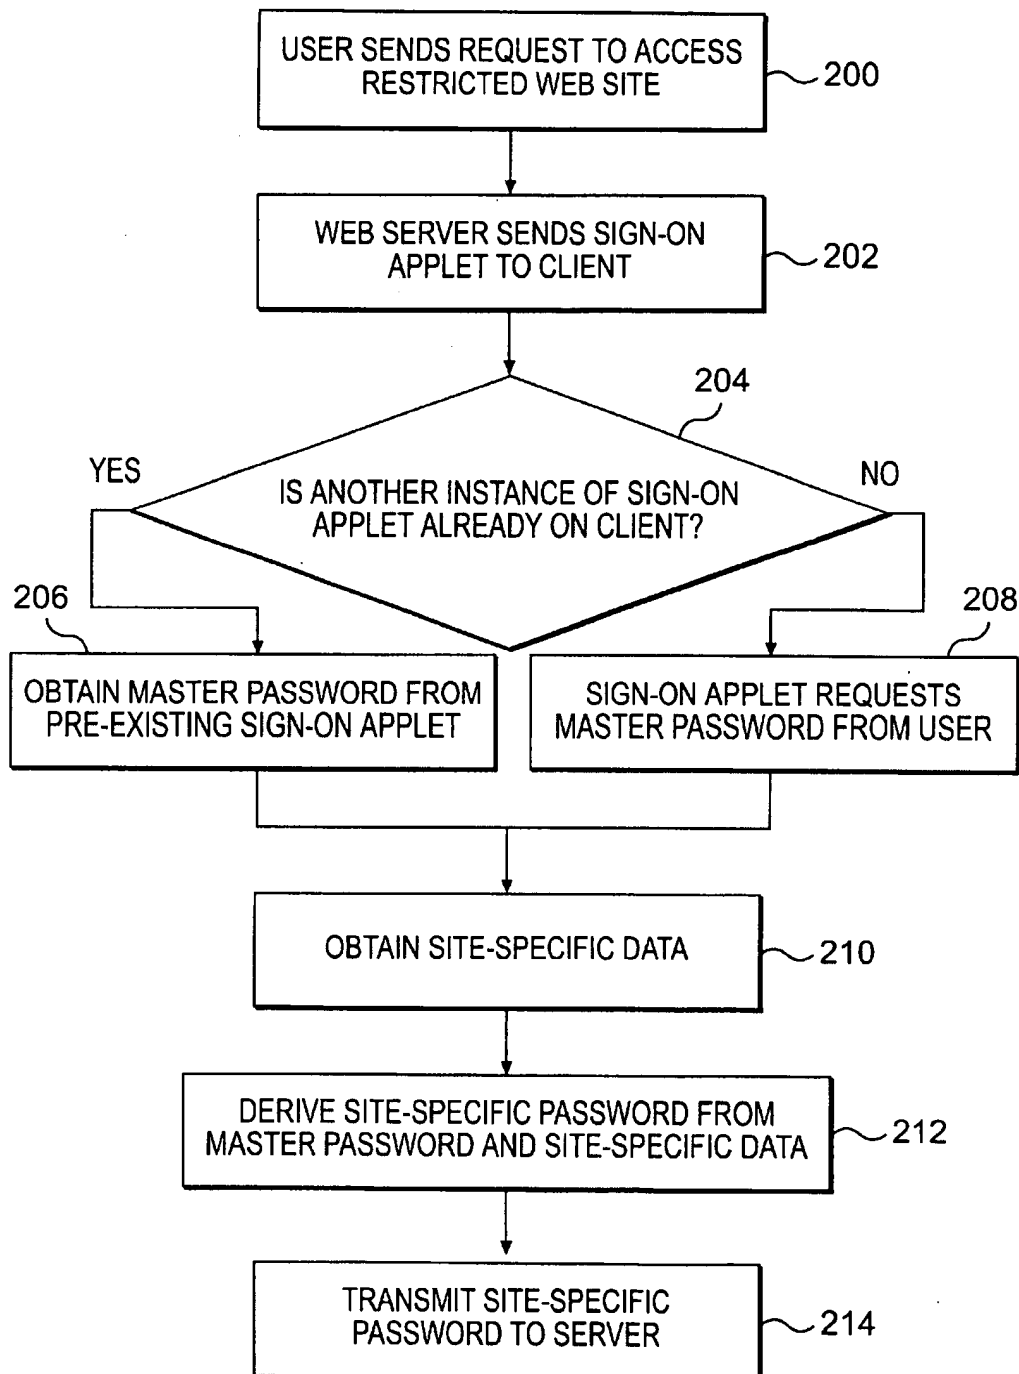 USER SENDS REQUEST TO ACCESS
RESTRICTED WEB SITE
200
WEB SERVER SENDS SIGN-ON
APPLET TO CLIENT
202
204
YES
NO
IS ANOTHER INSTANCE OF SIGN-ON
APPLET ALREADY ON CLIENT?
206
208
OBTAIN MASTER PASSWORD FROM
PRE-EXISTING SIGN-ON APPLET
SIGN-ON APPLET REQUESTS
MASTER PASSWORD FROM USER
OBTAIN SITE-SPECIFIC DATA
210
DERIVE SITE-SPECIFIC PASSWORD FROM
MASTER PASSWORD AND SITE-SPECIFIC DATA
212
TRANSMIT SITE-SPECIFIC
PASSWORD TO SERVER
214